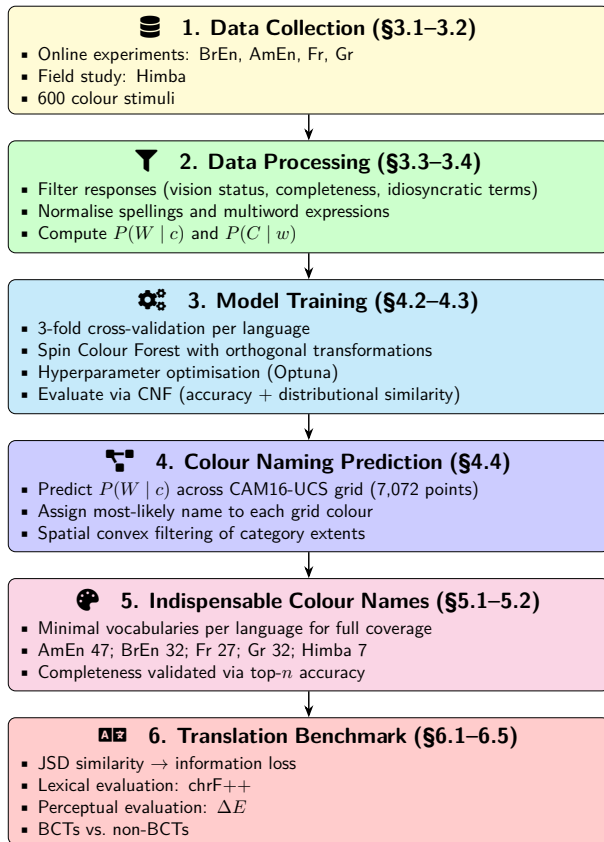 1. Data Collection (§3.1–3.2)
▪ Online experiments: BrEn, AmEn, Fr, Gr
▪ Field study: Himba
▪ 600 colour stimuli
2. Data Processing (§3.3–3.4)
▪ Filter responses (vision status, completeness, idiosyncratic terms)
▪ Normalise spellings and multiword expressions
▪ Compute P(W | c) and P(C | w)
3. Model Training (§4.2–4.3)
▪ 3-fold cross-validation per language
▪ Spin Colour Forest with orthogonal transformations
▪ Hyperparameter optimisation (Optuna)
▪ Evaluate via CNF (accuracy + distributional similarity)
4. Colour Naming Prediction (§4.4)
▪ Predict P(W | c) across CAM16-UCS grid (7,072 points)
▪ Assign most-likely name to each grid colour
▪ Spatial convex filtering of category extents
5. Indispensable Colour Names (§5.1–5.2)
▪ Minimal vocabularies per language for full coverage
▪ AmEn 47; BrEn 32; Fr 27; Gr 32; Himba 7
▪ Completeness validated via top-n accuracy
6. Translation Benchmark (§6.1–6.5)
▪ JSD similarity → information loss
▪ Lexical evaluation: chrF++
▪ Perceptual evaluation: ΔE
▪ BCTs vs. non-BCTs